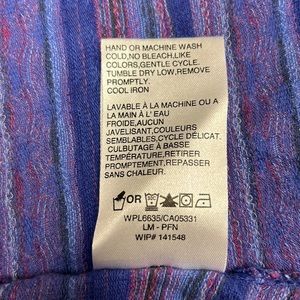 HAND OR MACHINE WASH
COLD,NO BLEACH,LIKE
COLORS,GENTLE CYCLE.
TUMBLE DRY LOW,REMOVE
PROMPTLY.
COOL IRON
LAVABLE À LA MACHINE OU A
LA MAIN À L' EAU
FROIDE,AUCUN
JAVELISANT,COULEURS
SEMBLABLES,CYCLE DÉLICAT.
CULBUTAGE À BASSE
TEMPÉRATURE,RETIRER
PROMPTEMENT,REPASSER
SANS CHALEUR.
OR
WPL6635/CA05331
LM - PFN
WIP# 141548